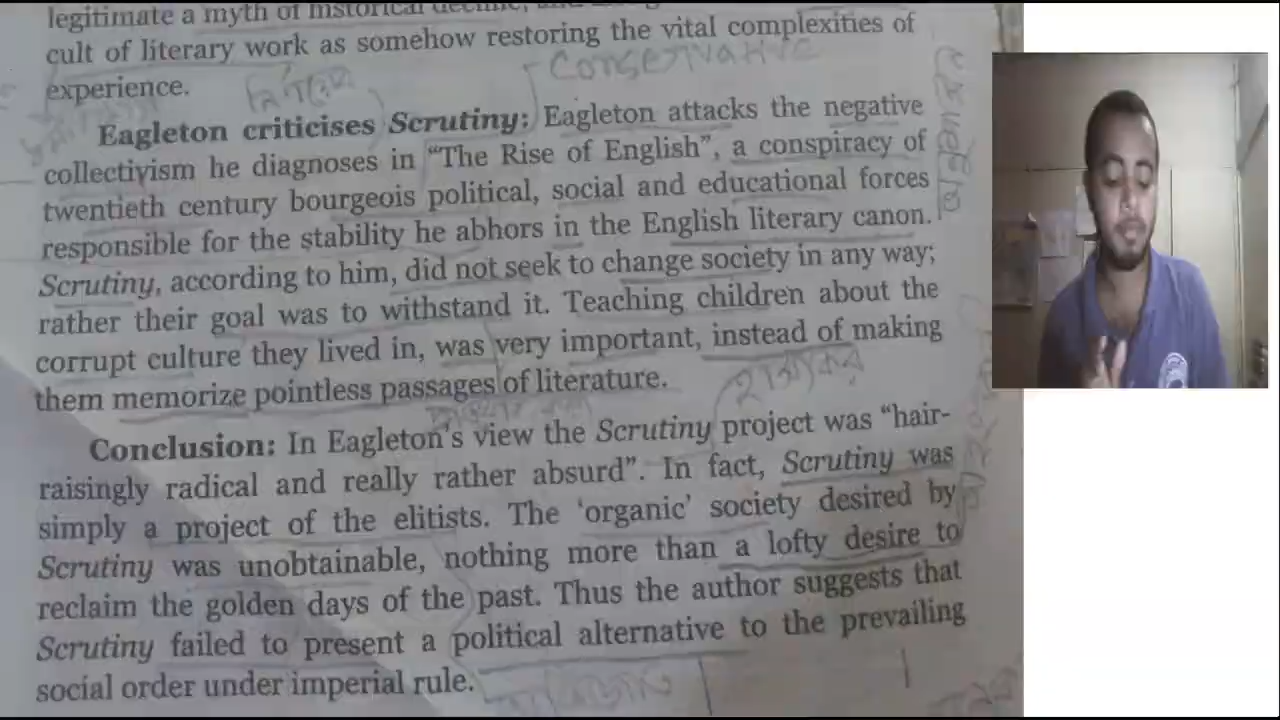 legitimate a myth of historical decline, and
cult of literary work as somehow restoring the vital complexities of
experience.
Conservative
Eagleton criticises Scrutiny: Eagleton attacks the negative
collectivism he diagnoses in "The Rise of English", a conspiracy of
twentieth century bourgeois political, social and educational forces
responsible for the stability he abhors in the English literary canon.
Scrutiny, according to him, did not seek to change society in any way;
rather their goal was to withstand it. Teaching children about the
corrupt culture they lived in, was very important, instead of making
them memorize pointless passages of literature.
Conclusion: In Eagleton's view the Scrutiny project was "hair-
raisingly radical and really rather absurd". In fact, Scrutiny was
simply a project of the elitists. The 'organic' society desired by
Scrutiny was unobtainable, nothing more than a lofty desire to
reclaim the golden days of the past. Thus the author suggests that
Scrutiny failed to present a political alternative to the prevailing
social order under imperial rule.